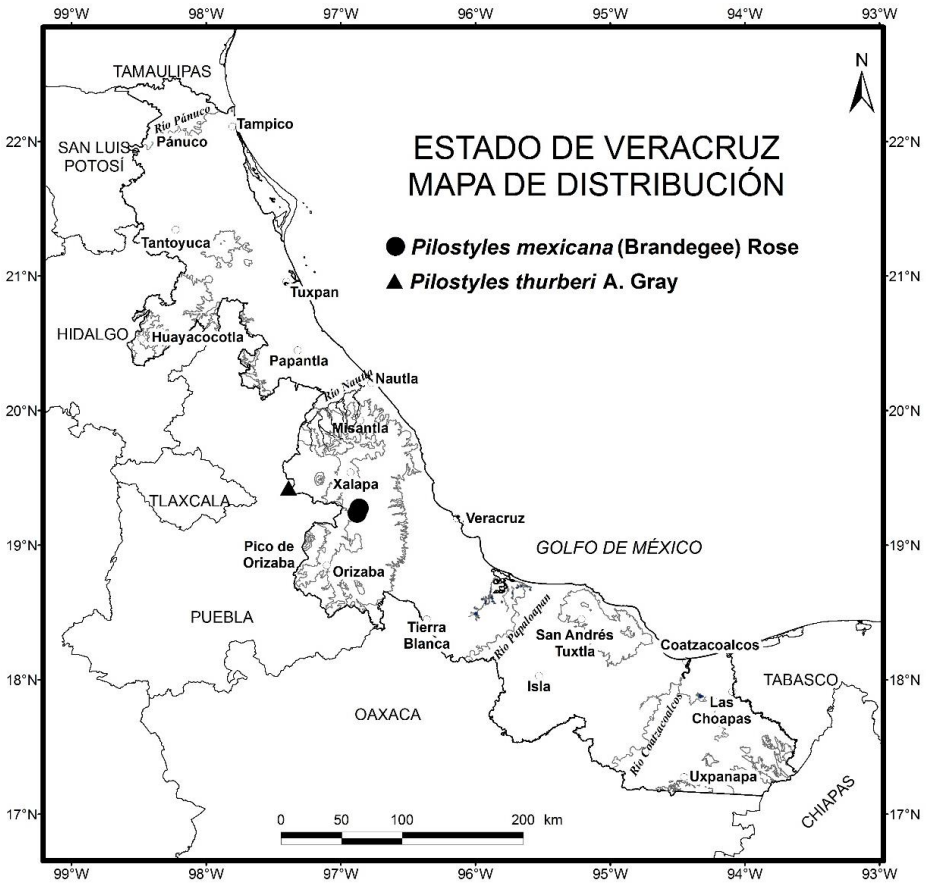 99°W 98°W 97°W 96°W 95°W 94°W 93°W
N
TAMAULIPAS
Río Pánuco
Tampico
22°N
Pánuco
22°N
SAN LUIS
POTOSÍ
ESTADO DE VERACRUZ
MAPA DE DISTRIBUCIÓN
Pilostyles mexicana (Brandegee) Rose
Pilostyles thurberi A. Gray
Tantoyuca
21°N
21°N
Tuxpan
HIDALGO
Huayacocotla
Papantla
Río Nautla
Nautla
20°N
20°N
Misantla
Xalapa
TLAXCALA
Veracruz
19°N
19°N
Pico de
Orizaba
GOLFO DE MÉXICO
Orizaba
PUEBLA
Tierra
Blanca
Río Papaloapan
San Andrés
Tuxtla
Coatzacoalcos
18°N
18°N
Isla
TABASCO
Las
Choapas
OAXACA
Río Coatzacoalcos
Uxpanapa
CHIAPAS
17°N
17°N
0 50 100 200 km
99°W 98°W 97°W 96°W 95°W 94°W 93°W